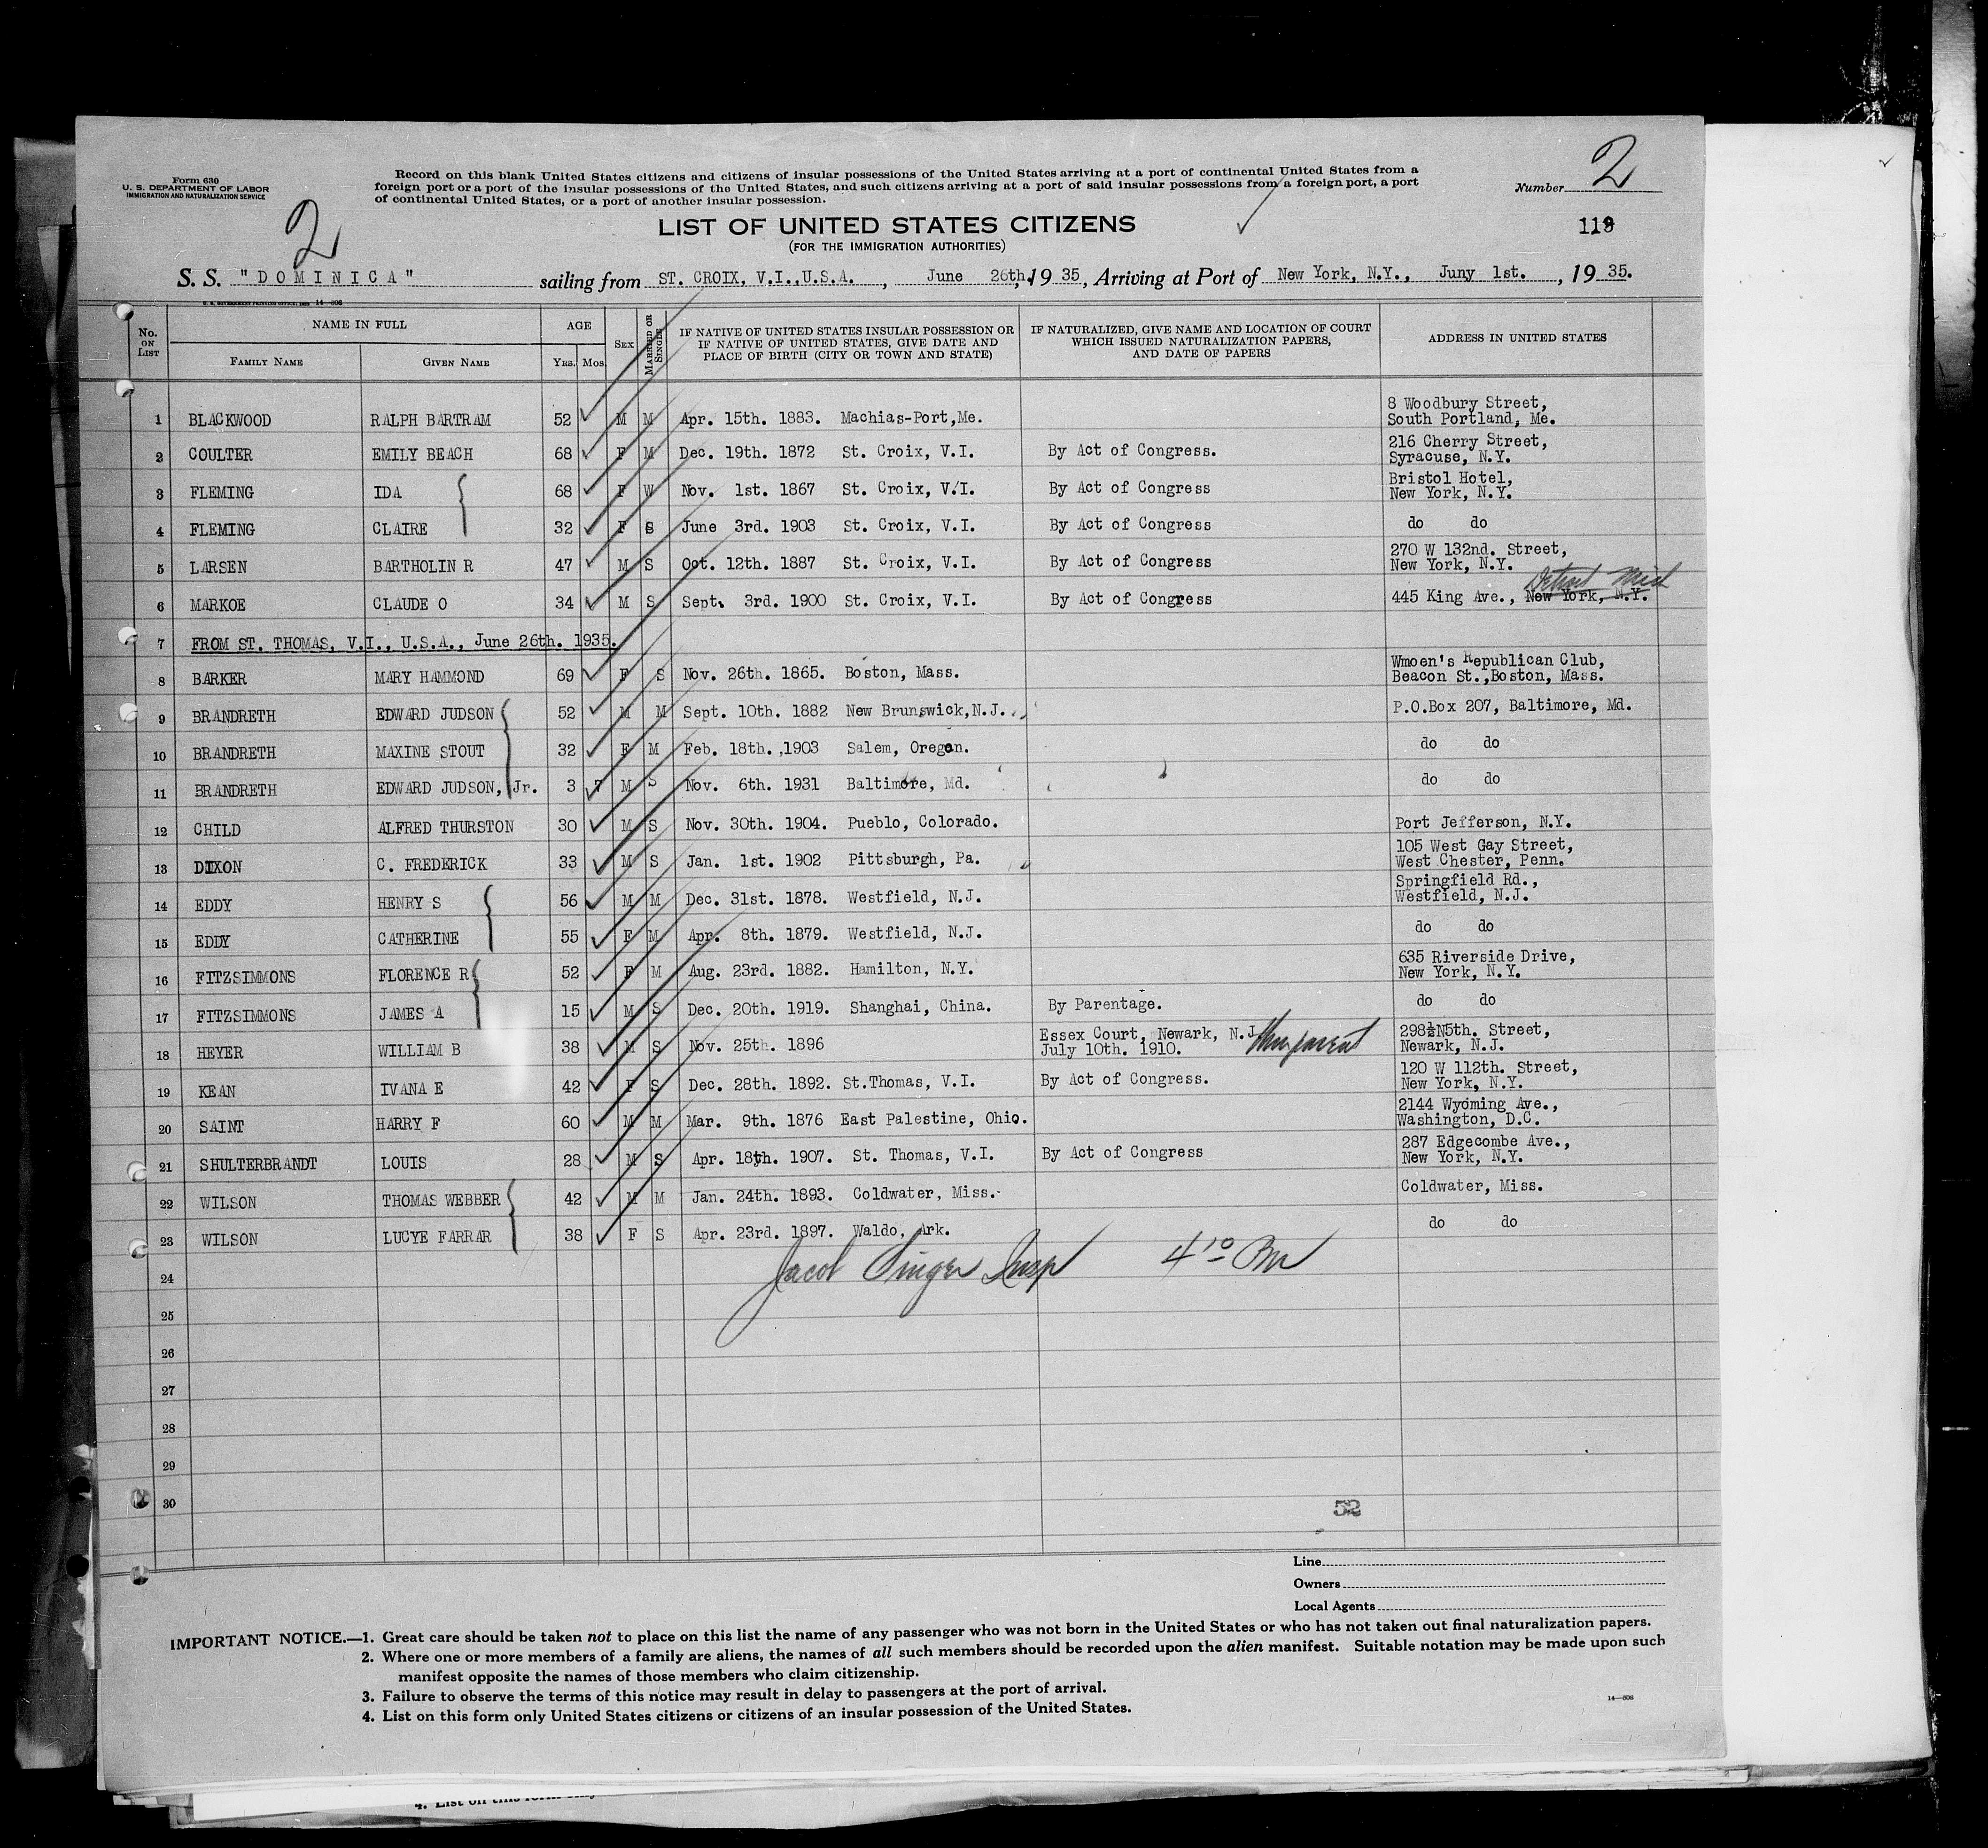 Form 630
U. S. DEPARTMENT OF LABOR
IMMIGRATION AND NATURALIZATION SERVICE
Record on this blank United States citizens and citizens of insular possessions of the United States arriving at a port of continental United States from a
foreign port or a port of the insular possessions of the United States, and such citizens arriving at a port of said insular possessions from a foreign port, a port
of continental United States, or a port of another insular possession.
Number 2
2
LIST OF UNITED STATES CITIZENS
(FOR THE IMMIGRATION AUTHORITIES)
S. S. "DOMINICA" sailing from ST. CROIX, V.I.,U.S.A. , June 26th, 19 35, Arriving at Port of New York, N.Y., Juny 1st. , 19 35.
No. ON LIST NAME IN FULL AGE SEX MARRIED OR SINGLE IF NATIVE OF UNITED STATES INSULAR POSSESSION OR IF NATIVE OF UNITED STATES, GIVE DATE AND PLACE OF BIRTH (CITY OR TOWN AND STATE) IF NATURALIZED, GIVE NAME AND LOCATION OF COURT WHICH ISSUED NATURALIZATION PAPERS, AND DATE OF PAPERS ADDRESS IN UNITED STATES
FAMILY NAME GIVEN NAME YRS. MOS.
1 BLACKWOOD RALPH BARTRAM 52 M M Apr. 15th. 1883. Machias-Port,Me. 8 Woodbury Street, South Portland, Me.
2 COULTER EMILY BEACH 68 F M Dec. 19th. 1872 St. Croix, V.I. By Act of Congress. 216 Cherry Street, Syracuse, N.Y.
3 FLEMING IDA 68 F W Nov. 1st. 1867 St. Croix, V.I. By Act of Congress Bristol Hotel, New York, N.Y.
4 FLEMING CLAIRE 32 F S June 3rd. 1903 St. Croix, V.I. By Act of Congress do do
5 LARSEN BARTHOLIN R 47 M S Oct. 12th. 1887 St. Croix, V.I. By Act of Congress 270 W 132nd. Street, New York, N.Y.
6 MARKOE CLAUDE O 34 M S Sept. 3rd. 1900 St. Croix, V.I. By Act of Congress 445 King Ave., New York, N.Y. Detroit Mich
7 FROM ST. THOMAS, V.I., U.S.A., June 26th. 1935.
8 BARKER MARY HAMMOND 69 F S Nov. 26th. 1865. Boston, Mass. Wmoen's Republican Club, Beacon St.,Boston, Mass.
9 BRANDRETH EDWARD JUDSON 52 M M Sept. 10th. 1882 New Brunswick,N.J. P.O.Box 207, Baltimore, Md.
10 BRANDRETH MAXINE STOUT 32 F M Feb. 18th. ,1903 Salem, Oregon. do do
11 BRANDRETH EDWARD JUDSON, Jr. 3 7 M S Nov. 6th. 1931 Baltimore, Md. do do
12 CHILD ALFRED THURSTON 30 M S Nov. 30th. 1904. Pueblo, Colorado. Port Jefferson, N.Y.
13 DIXON C. FREDERICK 33 M S Jan. 1st. 1902 Pittsburgh, Pa. 105 West Gay Street, West Chester, Penn.
14 EDDY HENRY S 56 M M Dec. 31st. 1878. Westfield, N.J. Springfield Rd., Westfield, N.J.
15 EDDY CATHERINE 55 F M Apr. 8th. 1879. Westfield, N.J. do do
16 FITZSIMMONS FLORENCE R 52 F M Aug. 23rd. 1882. Hamilton, N.Y. 635 Riverside Drive, New York, N.Y.
17 FITZSIMMONS JAMES A 15 M S Dec. 20th. 1919. Shanghai, China. By Parentage. do do
18 HEYER WILLIAM B 38 M S Nov. 25th. 1896 Essex Court, Newark, N.J July 10th. 1910. thru parent 298½N5th. Street, Newark, N.J.
19 KEAN IVANA E 42 F S Dec. 28th. 1892. St.Thomas, V.I. By Act of Congress. 120 W 112th. Street, New York, N.Y.
20 SAINT HARRY F 60 M M Mar. 9th. 1876 East Palestine, Ohio. 2144 Wyoming Ave., Washington, D.C.
21 SHULTERBRANDT LOUIS 28 M S Apr. 18th. 1907. St. Thomas, V.I. By Act of Congress 287 Edgecombe Ave., New York, N.Y.
22 WILSON THOMAS WEBBER 42 M M Jan. 24th. 1893. Coldwater, Miss. Coldwater, Miss.
23 WILSON LUCYE FARRAR 38 F S Apr. 23rd. 1897. Waldo, Ark. do do
24 Jacob Singer Insp 4 10 PM
25
26
27
28
29
30
52
Line
Owners
Local Agents
IMPORTANT NOTICE.—1. Great care should be taken not to place on this list the name of any passenger who was not born in the United States or who has not taken out final naturalization papers.
2. Where one or more members of a family are aliens, the names of all such members should be recorded upon the alien manifest. Suitable notation may be made upon such
manifest opposite the names of those members who claim citizenship.
3. Failure to observe the terms of this notice may result in delay to passengers at the port of arrival.
4. List on this form only United States citizens or citizens of an insular possession of the United States.